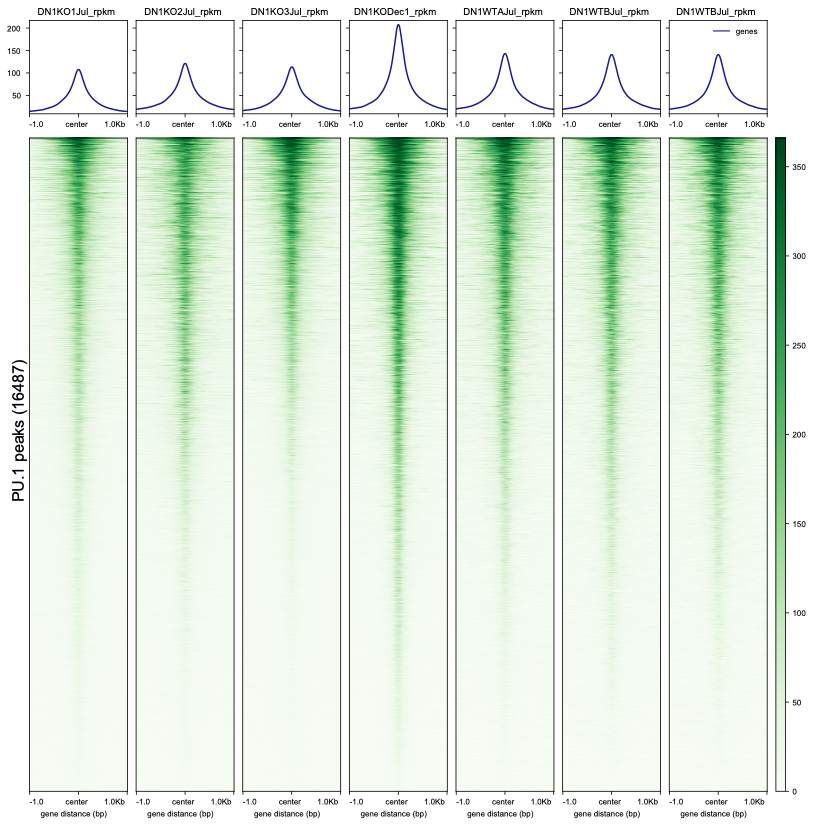 DN1KO1Jul_rpkm DN1KO2Jul_rpkm DN1KO3Jul_rpkm DN1KODec1_rpkm DN1WTAJul_rpkm DN1WTBJul_rpkm DN1WTBJul_rpkm
200
150
100
50
genes
-1.0 center 1.0Kb -1.0 center 1.0Kb -1.0 center 1.0Kb -1.0 center 1.0Kb -1.0 center 1.0Kb -1.0 center 1.0Kb -1.0 center 1.0Kb
PU.1 peaks (16487)
350
300
250
200
150
100
50
0
-1.0 center 1.0Kb -1.0 center 1.0Kb -1.0 center 1.0Kb -1.0 center 1.0Kb -1.0 center 1.0Kb -1.0 center 1.0Kb -1.0 center 1.0Kb
gene distance (bp) gene distance (bp) gene distance (bp) gene distance (bp) gene distance (bp) gene distance (bp) gene distance (bp)